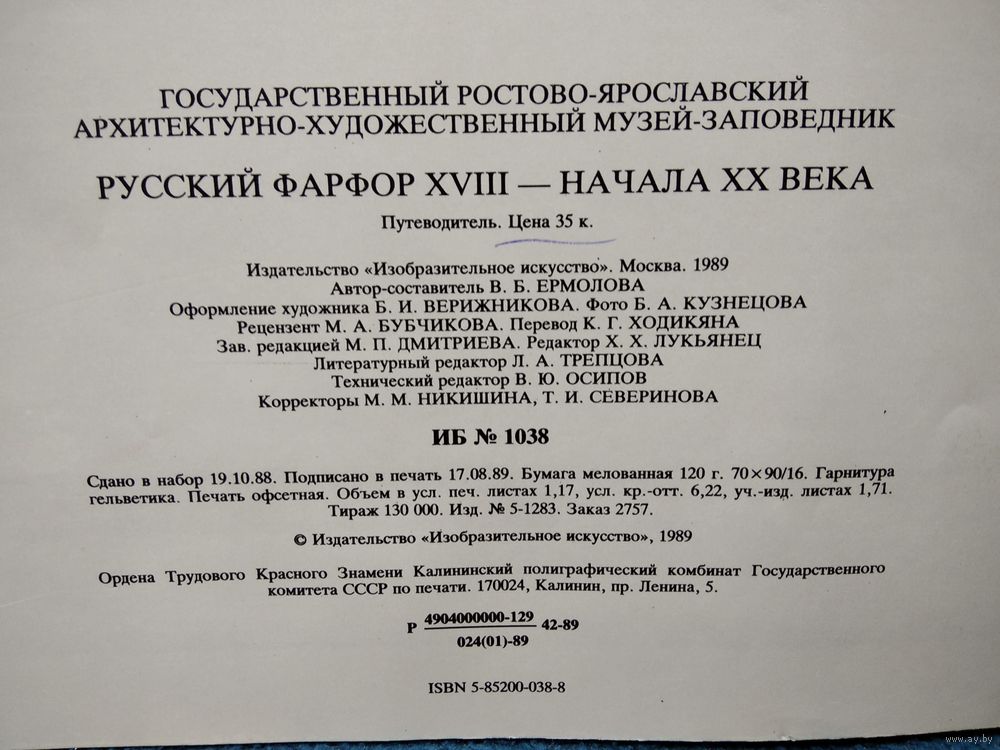 ГОСУДАРСТВЕННЫЙ РОСТОВО-ЯРОСЛАВСКИЙ
АРХИТЕКТУРНО-ХУДОЖЕСТВЕННЫЙ МУЗЕЙ-ЗАПОВЕДНИК
РУССКИЙ ФАРФОР XVIII — НАЧАЛА XX ВЕКА
Путеводитель. Цена 35 к.
Издательство «Изобразительное искусство». Москва. 1989
Автор-составитель В. Б. ЕРМОЛОВА
Оформление художника Б. И. ВЕРИЖНИКОВА. Фото Б. А. КУЗНЕЦОВА
Рецензент М. А. БУБЧИКОВА. Перевод К. Г. ХОДИКЯНА
Зав. редакцией М. П. ДМИТРИЕВА. Редактор Х. Х. ЛУКЬЯНЕЦ
Литературный редактор Л. А. ТРЕПЦОВА
Технический редактор В. Ю. ОСИПОВ
Корректоры М. М. НИКИШИНА, Т. И. СЕВЕРИНОВА
ИБ № 1038
Сдано в набор 19.10.88. Подписано в печать 17.08.89. Бумага мелованная 120 г. 70×90/16. Гарнитура
гельветика. Печать офсетная. Объем в усл. печ. листах 1,17, усл. кр.-отт. 6,22, уч.-изд. листах 1,71.
Тираж 130 000. Изд. № 5-1283. Заказ 2757.
© Издательство «Изобразительное искусство», 1989
Ордена Трудового Красного Знамени Калининский полиграфический комбинат Государственного
комитета СССР по печати. 170024, Калинин, пр. Ленина, 5.
Р 4904000000-129 42-89
024(01)-89
ISBN 5-85200-038-8
www.ay.by